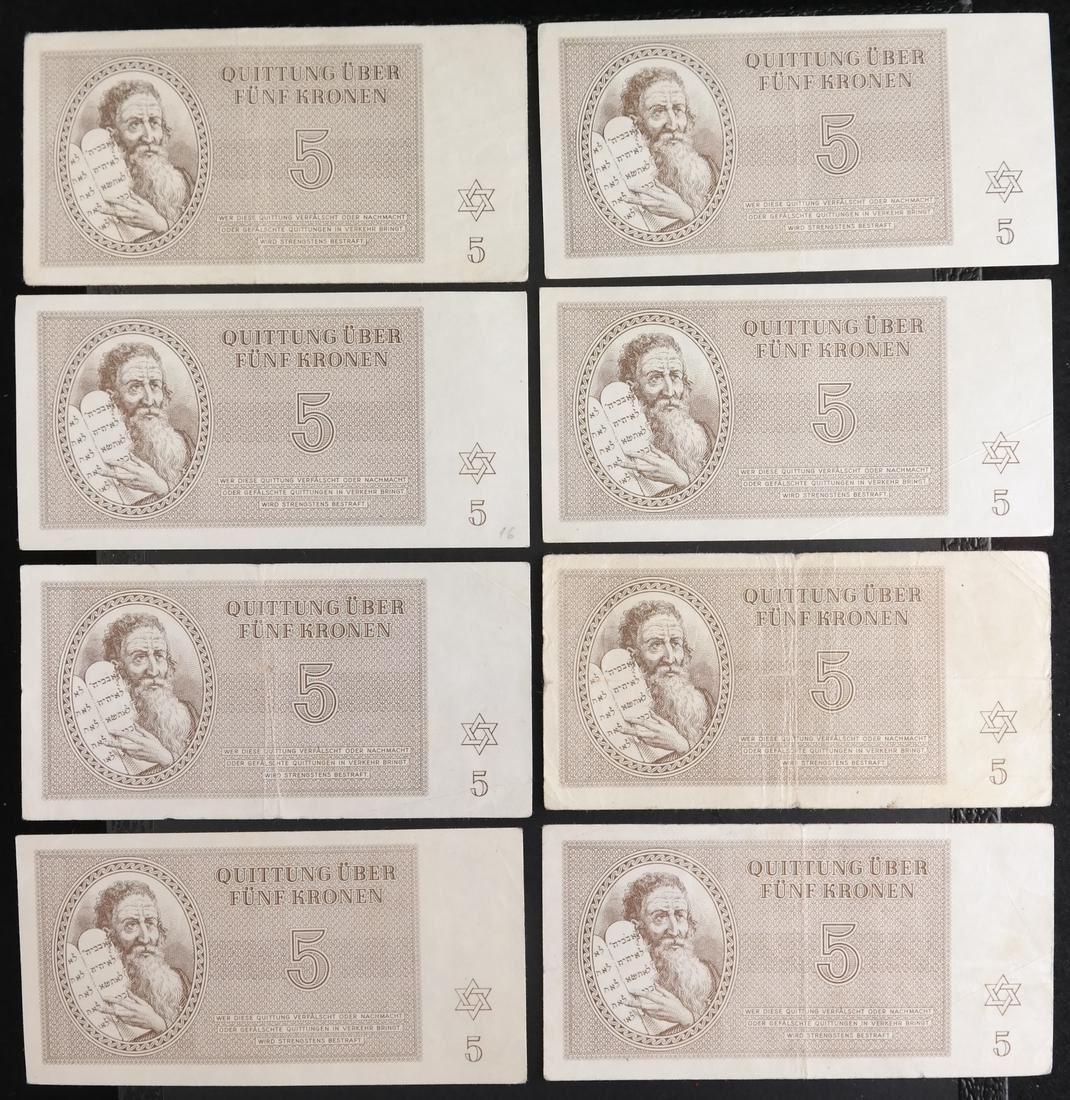 QUITTUNG ÜBER
FÜNF KRONEN
5
WER DIESE QUITTUNG VERFÄLSCHT ODER NACHMACHT
ODER GEFÄLSCHTE QUITTUNGEN IN VERKEHR BRINGT,
WIRD STRENGSTENS BESTRAFT.
5
QUITTUNG ÜBER
FÜNF KRONEN
5
WER DIESE QUITTUNG VERFÄLSCHT ODER NACHMACHT
ODER GEFÄLSCHTE QUITTUNGEN IN VERKEHR BRINGT,
WIRD STRENGSTENS BESTRAFT.
5
QUITTUNG ÜBER
FÜNF KRONEN
5
WER DIESE QUITTUNG VERFÄLSCHT ODER NACHMACHT
ODER GEFÄLSCHTE QUITTUNGEN IN VERKEHR BRINGT,
WIRD STRENGSTENS BESTRAFT.
5
16
QUITTUNG ÜBER
FÜNF KRONEN
5
WER DIESE QUITTUNG VERFÄLSCHT ODER NACHMACHT
ODER GEFÄLSCHTE QUITTUNGEN IN VERKEHR BRINGT,
WIRD STRENGSTENS BESTRAFT.
5
QUITTUNG ÜBER
FÜNF KRONEN
5
WER DIESE QUITTUNG VERFÄLSCHT ODER NACHMACHT
ODER GEFÄLSCHTE QUITTUNGEN IN VERKEHR BRINGT,
WIRD STRENGSTENS BESTRAFT.
5
QUITTUNG ÜBER
FÜNF KRONEN
5
WER DIESE QUITTUNG VERFÄLSCHT ODER NACHMACHT
ODER GEFÄLSCHTE QUITTUNGEN IN VERKEHR BRINGT,
WIRD STRENGSTENS BESTRAFT.
5
QUITTUNG ÜBER
FÜNF KRONEN
5
WER DIESE QUITTUNG VERFÄLSCHT ODER NACHMACHT
ODER GEFÄLSCHTE QUITTUNGEN IN VERKEHR BRINGT,
WIRD STRENGSTENS BESTRAFT.
5
QUITTUNG ÜBER
FÜNF KRONEN
5
WER DIESE QUITTUNG VERFÄLSCHT ODER NACHMACHT
ODER GEFÄLSCHTE QUITTUNGEN IN VERKEHR BRINGT,
WIRD STRENGSTENS BESTRAFT.
5